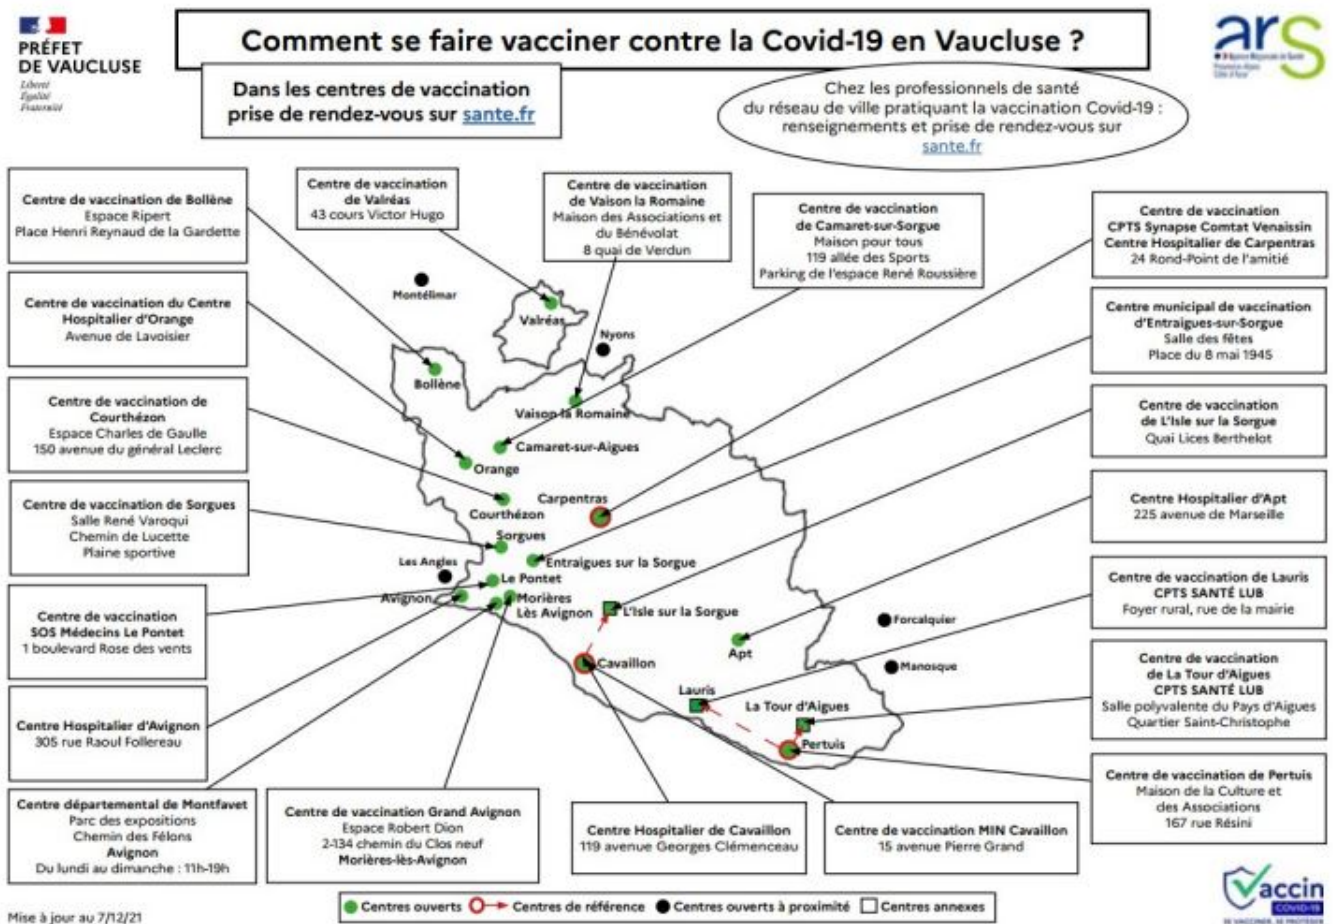 PRÉFET
DE VAUCLUSE
Liberté
Égalité
Fraternité
Comment se faire vacciner contre la Covid-19 en Vaucluse ?
ars
Dans les centres de vaccination
prise de rendez-vous sur sante.fr
Chez les professionnels de santé
du réseau de ville pratiquant la vaccination Covid-19 :
renseignements et prise de rendez-vous sur
sante.fr
Centre de vaccination de Bollène
Espace Ripert
Place Henri Reynaud de la Gardette
Centre de vaccination
de Valréas
43 cours Victor Hugo
Centre de vaccination
de Vaison la Romaine
Maison des Associations et
du Bénévolat
8 quai de Verdun
Centre de vaccination
de Camaret-sur-Sorgue
Maison pour tous
119 allée des Sports
Parking de l'espace René Roussière
Centre de vaccination
CPTS Synapse Comtat Venaissin
Centre Hospitalier de Carpentras
24 Rond-Point de l'amitié
Centre de vaccination du Centre
Hospitalier d'Orange
Avenue de Lavoisier
Centre municipal de vaccination
d'Entraigues-sur-Sorgue
Salle des fêtes
Place du 8 mai 1945
Centre de vaccination de
Courthézon
Espace Charles de Gaulle
150 avenue du général Leclerc
Centre de vaccination
de L'Isle sur la Sorgue
Quai Lices Berthelot
Centre de vaccination de Sorgues
Salle René Varoqui
Chemin de Lucette
Plaine sportive
Centre Hospitalier d'Apt
225 avenue de Marseille
Centre de vaccination
SOS Médecins Le Pontet
1 boulevard Rose des vents
Centre de vaccination de Lauris
CPTS SANTÉ LUB
Foyer rural, rue de la mairie
Centre Hospitalier d'Avignon
305 rue Raoul Follereau
Centre de vaccination
de La Tour d'Aigues
CPTS SANTÉ LUB
Salle polyvalente du Pays d'Aigues
Quartier Saint-Christophe
Centre départemental de Montfavet
Parc des expositions
Chemin des Félons
Avignon
Du lundi au dimanche : 11h-19h
Centre de vaccination Grand Avignon
Espace Robert Dion
2-134 chemin du Clos neuf
Morières-lès-Avignon
Centre Hospitalier de Cavaillon
119 avenue Georges Clémenceau
Centre de vaccination MIN Cavaillon
15 avenue Pierre Grand
Centre de vaccination de Pertuis
Maison de la Culture et
des Associations
167 rue Résini
Montélimar
Valréas
Nyons
Bollène
Vaison la Romaine
Camaret-sur-Aigues
Orange
Carpentras
Courthézon
Sorgues
Les Angles
Entraigues sur la Sorgue
Le Pontet
Avignon
Morières
Lès Avignon
L'Isle sur la Sorgue
Forcalquier
Apt
Cavaillon
Manosque
Lauris
La Tour d'Aigues
Pertuis
Centres ouverts
Centres de référence
Centres ouverts à proximité
Centres annexes
Mise à jour au 7/12/21
Vaccin
COVID-19